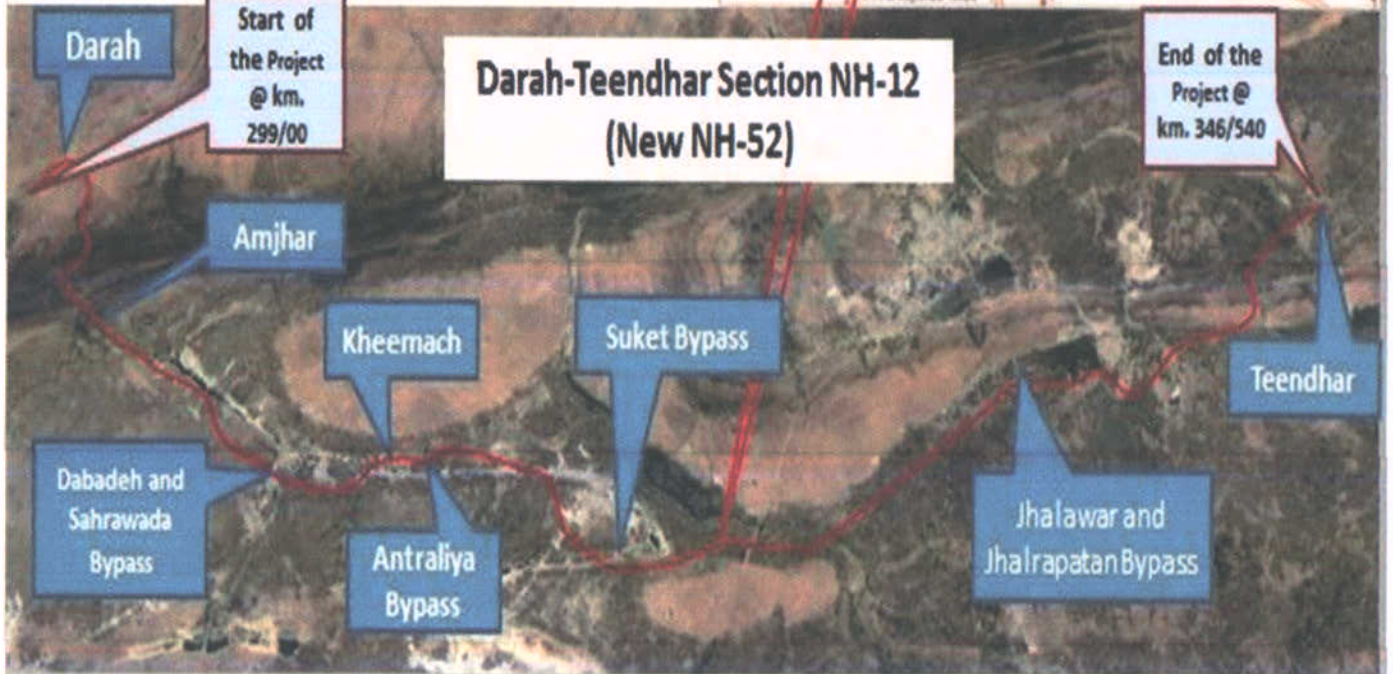 Darah
Start of
the Project
@ km.
299/00
Darah-Teendhar Section NH-12
(New NH-52)
End of the
Project @
km. 346/540
Amjhar
Kheemach
Suket Bypass
Teendhar
Dabadeh and
Sahrawada
Bypass
Antraliya
Bypass
Jhalawar and
Jhalrapatan Bypass